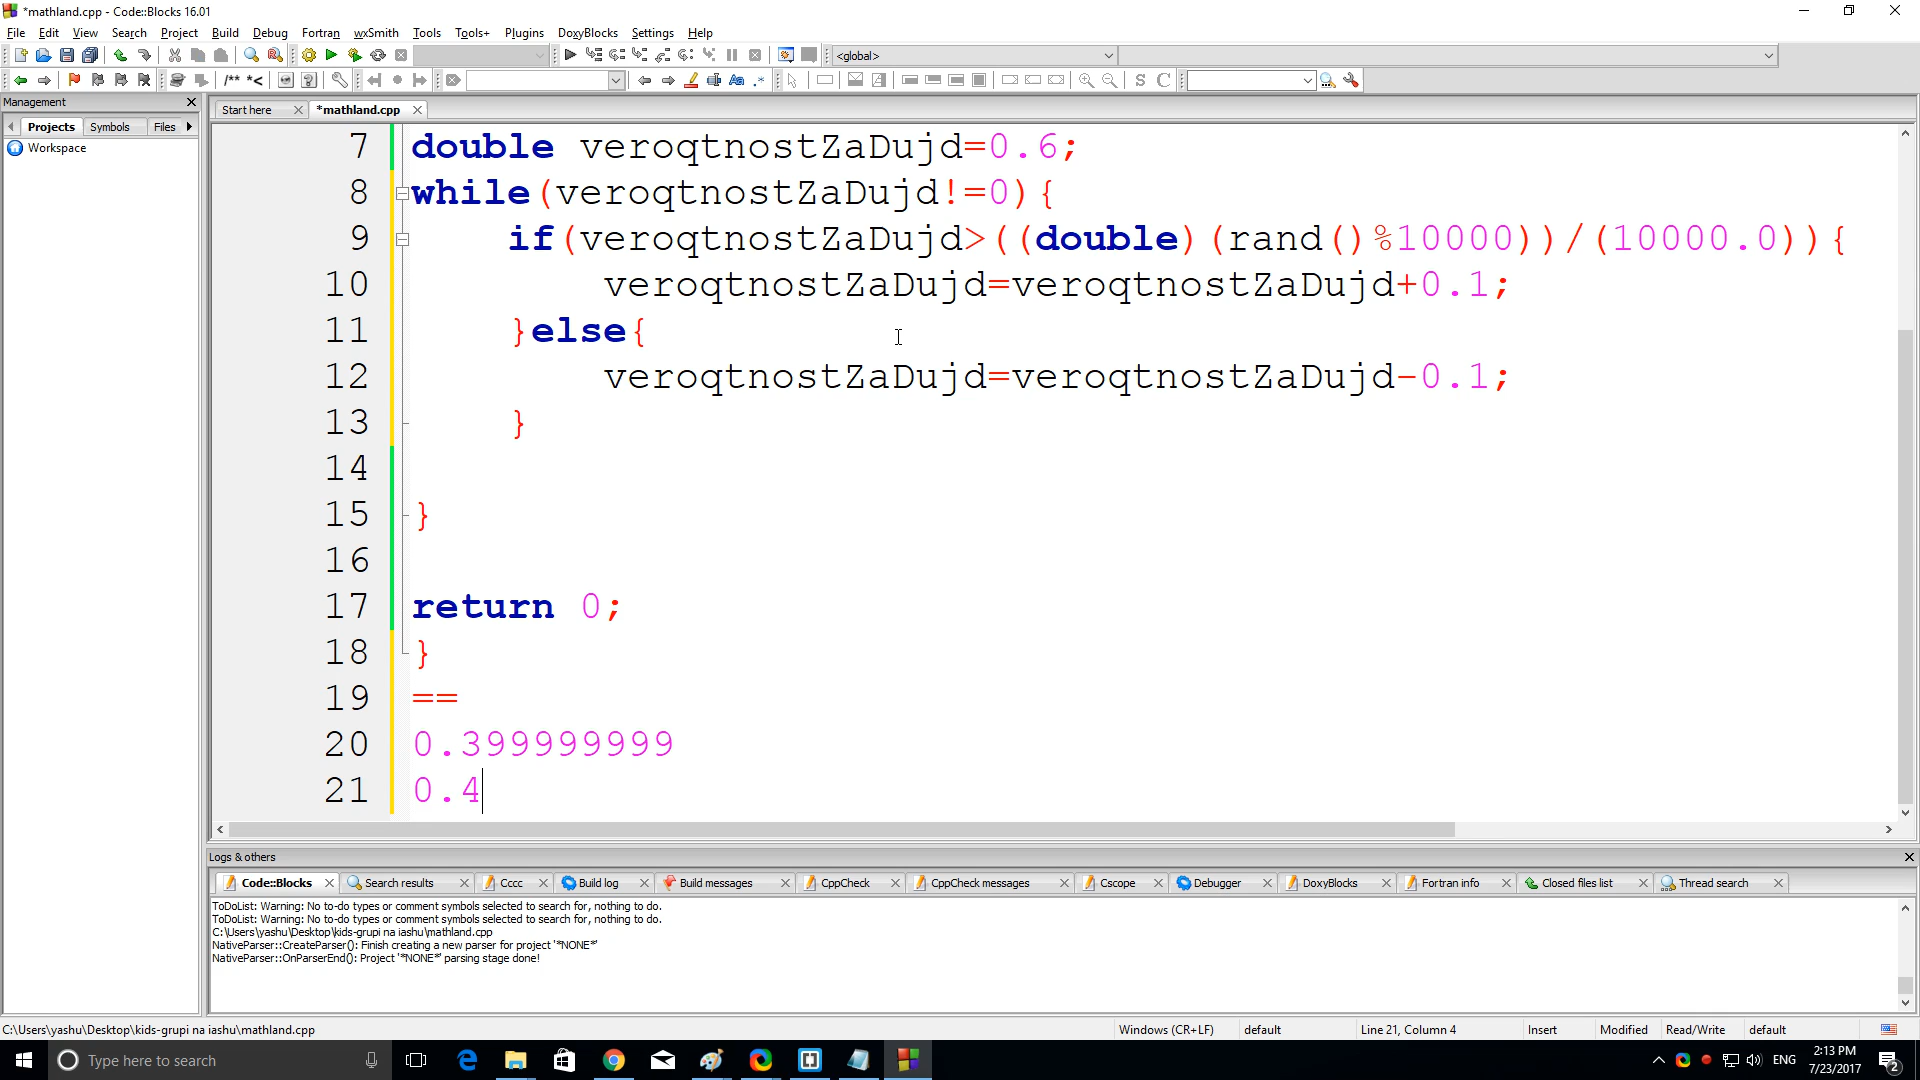 *mathland.cpp - Code::Blocks 16.01
File Edit View Search Project Build Debug Fortran wxSmith Tools Tools+ Plugins DoxyBlocks Settings Help
<global>
/** *<
Management
Start here *mathland.cpp
Projects Symbols Files
Workspace
7 double veroqtnostZaDujd=0.6;
8 while(veroqtnostZaDujd!=0){
9 if(veroqtnostZaDujd>((double)(rand()%10000))/(10000.0)){
10 veroqtnostZaDujd=veroqtnostZaDujd+0.1;
11 }else{
12 veroqtnostZaDujd=veroqtnostZaDujd-0.1;
13 }
14
15 }
16
17 return 0;
18 }
19 ==
20 0.399999999
21 0.4
Logs & others
Code::Blocks Search results Cccc Build log Build messages CppCheck CppCheck messages Cscope Debugger DoxyBlocks Fortran info Closed files list Thread search
ToDoList: Warning: No to-do types or comment symbols selected to search for, nothing to do.
ToDoList: Warning: No to-do types or comment symbols selected to search for, nothing to do.
C:\Users\yashu\Desktop\kids-grupi na iashu\mathland.cpp
NativeParser::CreateParser(): Finish creating a new parser for project '*NONE*'
NativeParser::OnParserEnd(): Project '*NONE*' parsing stage done!
C:\Users\yashu\Desktop\kids-grupi na iashu\mathland.cpp Windows (CR+LF) default Line 21, Column 4 Insert Modified Read/Write default
Type here to search ENG 2:13 PM
7/23/2017 2